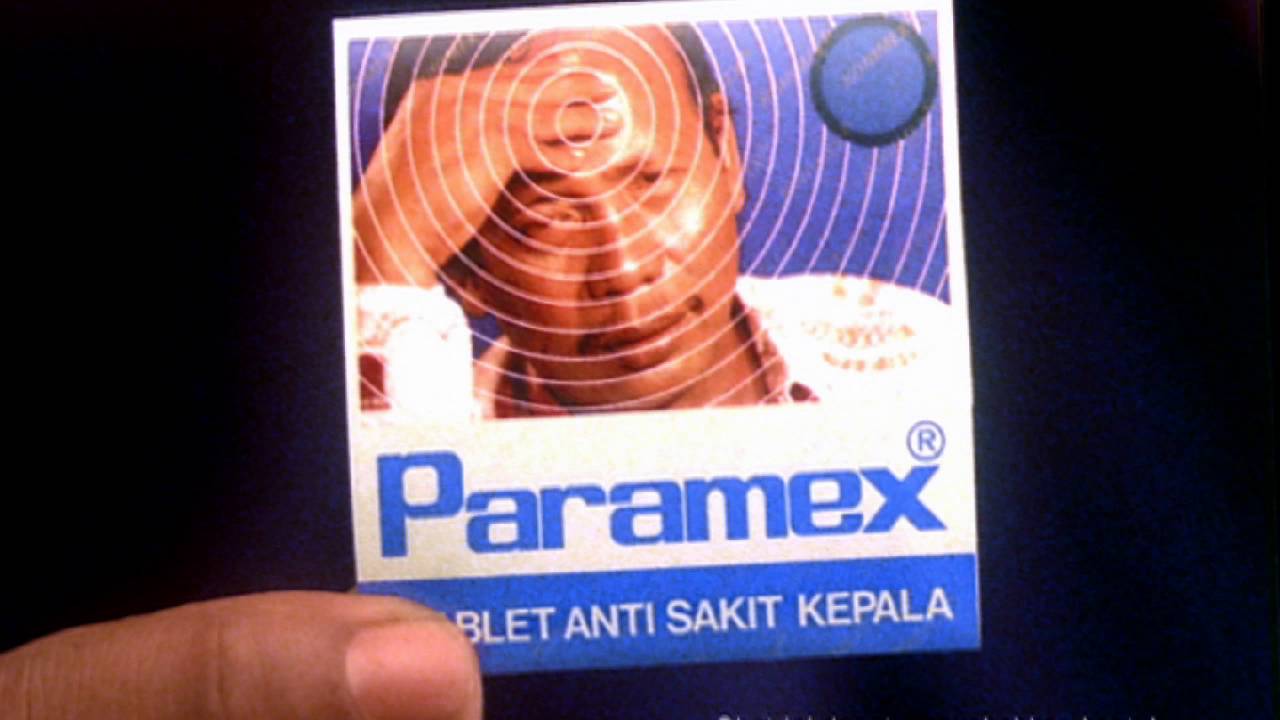 Paramex®
BLET ANTI SAKIT KEPALA